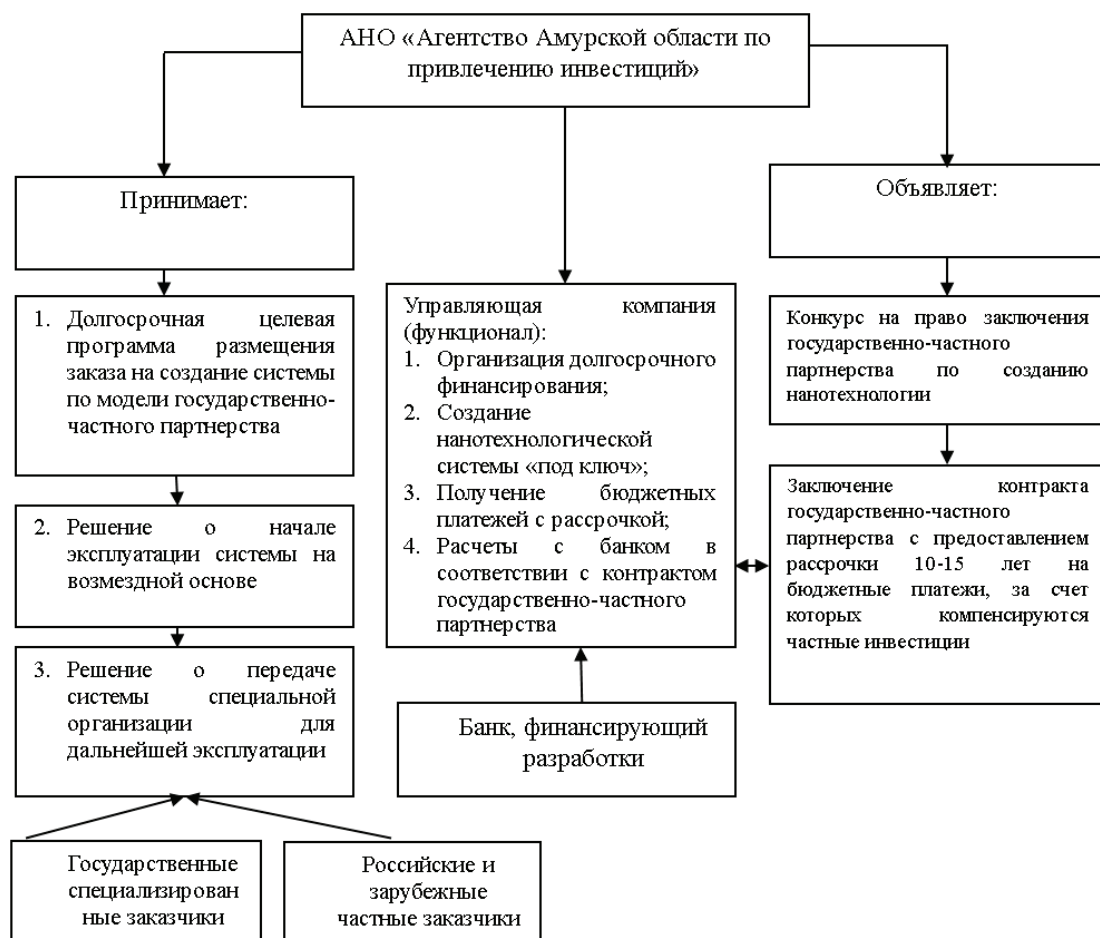 АНО «Агентство Амурской области по
привлечению инвестиций»
Принимает:
1. Долгосрочная целевая
программа размещения
заказа на создание системы
по модели государственно-
частного партнерства
2. Решение о начале
эксплуатации системы на
возмездной основе
3. Решение о передаче
системы специальной
организации для
дальнейшей эксплуатации
Государственные
специализирован
ные заказчики
Российские и
зарубежные
частные заказчики
Управляющая компания
(функционал):
1. Организация долгосрочного
финансирования;
2. Создание
нанотехнологической
системы «под ключ»;
3. Получение бюджетных
платежей с рассрочкой;
4. Расчеты с банком в
соответствии с контрактом
государственно-частного
партнерства
Банк, финансирующий
разработки
Объявляет:
Конкурс на право заключения
государственно-частного
партнерства по созданию
нанотехнологии
Заключение контракта
государственно-частного
партнерства с предоставлением
рассрочки 10-15 лет на
бюджетные платежи, за счет
которых компенсируются
частные инвестиции